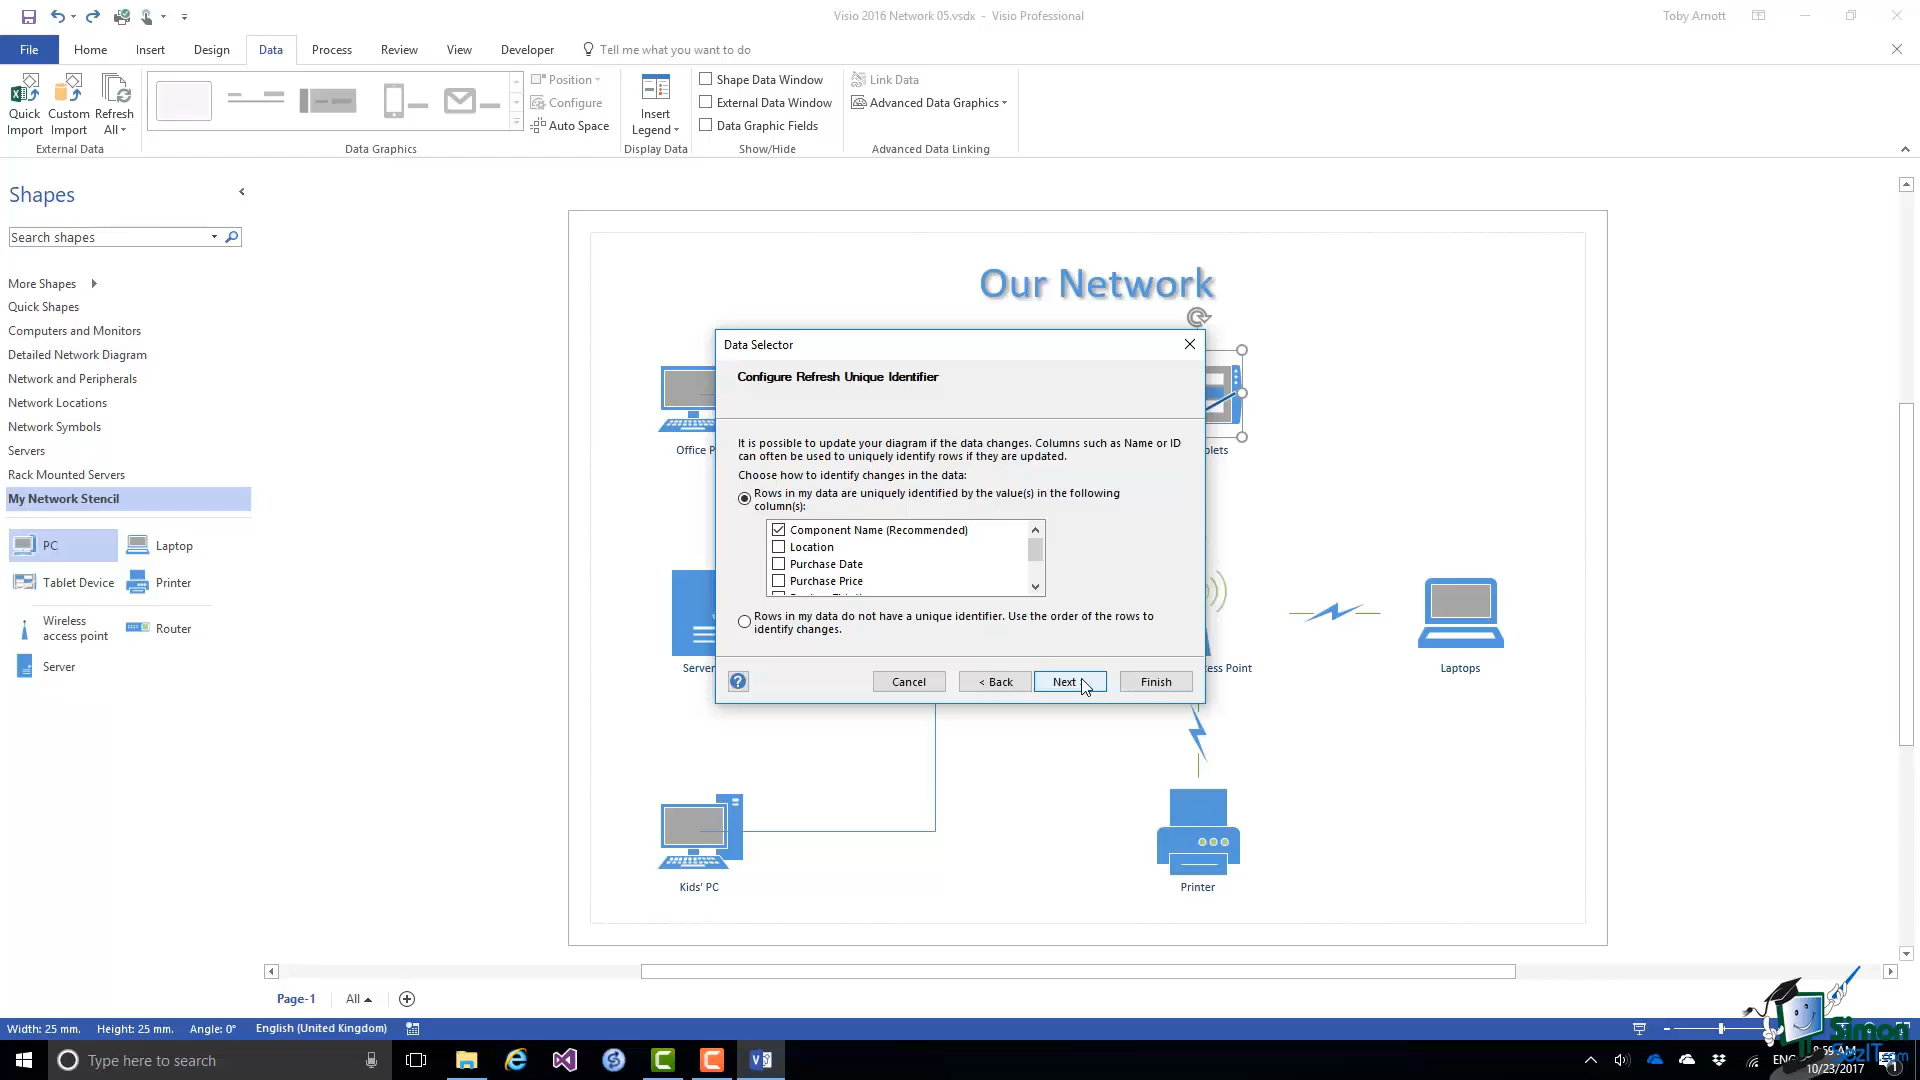 Visio 2016 Network 05.vsdx - Visio Professional
Toby Arnott
File
Home
Insert
Design
Data
Process
Review
View
Developer
Tell me what you want to do
Quick
Import
Custom
Import
Refresh
All
External Data
Position
Configure
Auto Space
Data Graphics
Insert
Legend
Display Data
Shape Data Window
External Data Window
Data Graphic Fields
Show/Hide
Link Data
Advanced Data Graphics
Advanced Data Linking
Shapes
Search shapes
More Shapes
Quick Shapes
Computers and Monitors
Detailed Network Diagram
Network and Peripherals
Network Locations
Network Symbols
Servers
Rack Mounted Servers
My Network Stencil
PC
Laptop
Tablet Device
Printer
Wireless
access point
Router
Server
Our Network
Office P
lets
Server
ess Point
Laptops
Kids' PC
Printer
Data Selector
Configure Refresh Unique Identifier
It is possible to update your diagram if the data changes. Columns such as Name or ID
can often be used to uniquely identify rows if they are updated.
Choose how to identify changes in the data:
Rows in my data are uniquely identified by the value(s) in the following
column(s):
Component Name (Recommended)
Location
Purchase Date
Purchase Price
Rows in my data do not have a unique identifier. Use the order of the rows to
identify changes.
Cancel
< Back
Next
Finish
Page-1
All
Width: 25 mm.
Height: 25 mm.
Angle: 0°
English (United Kingdom)
Type here to search
ENG
:59 AM
10/23/2017
1
Simon
SezIT.com